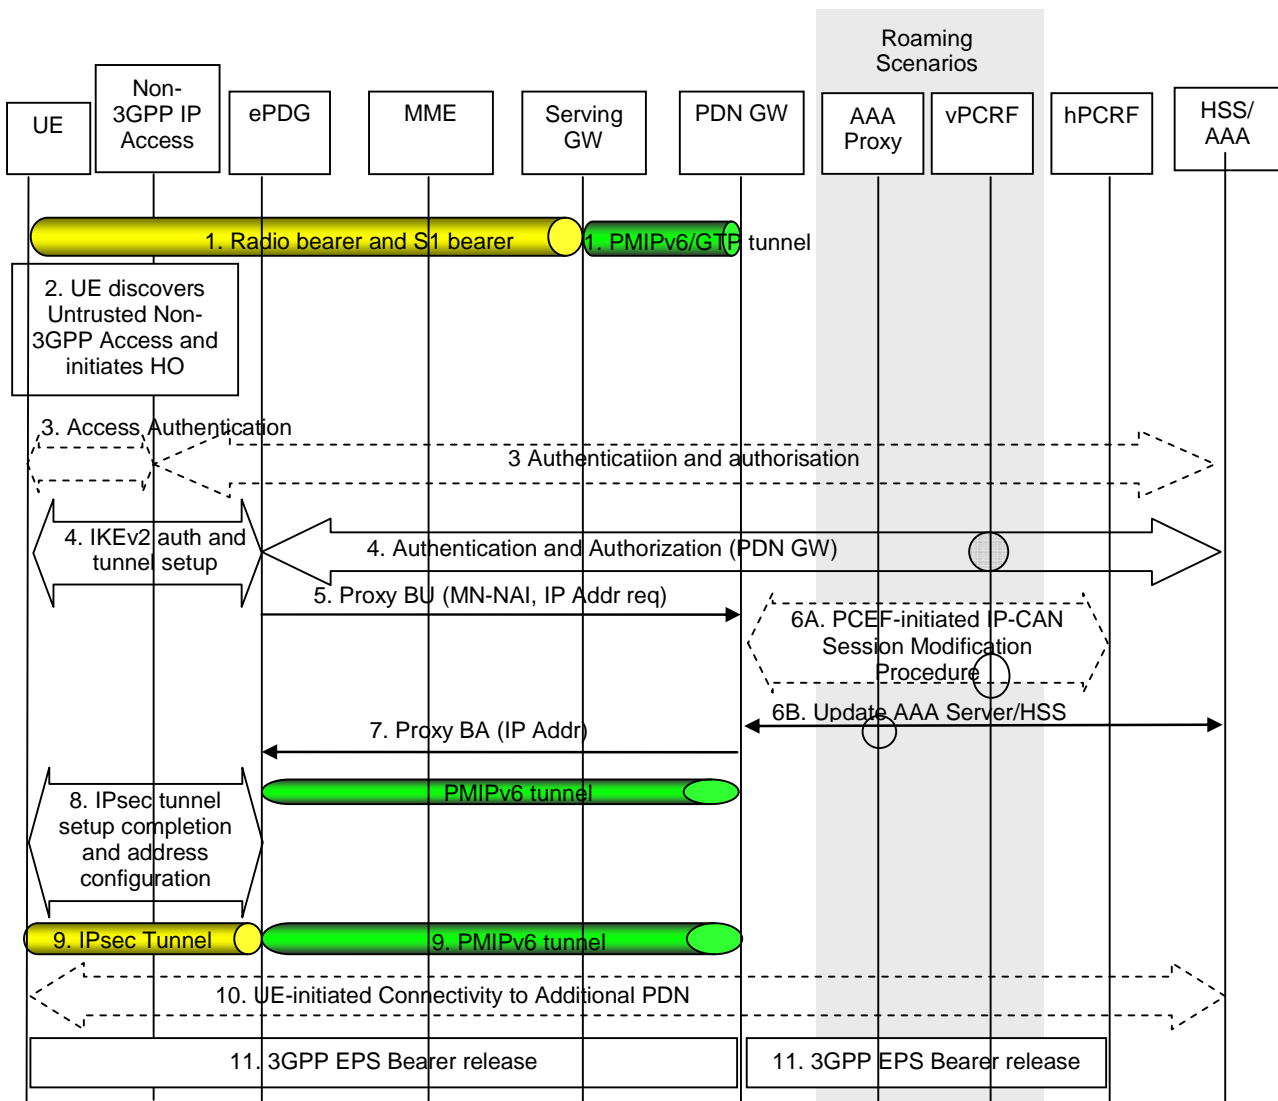 Roaming
Scenarios
UE
Non-
3GPP IP
Access
ePDG
MME
Serving
GW
PDN GW
AAA
Proxy
vPCRF
hPCRF
HSS/
AAA
1. Radio bearer and S1 bearer
1. PMIPv6/GTP tunnel
2. UE discovers
Untrusted Non-
3GPP Access and
initiates HO
3. Access Authentication
3 Authenticatiion and authorisation
4. IKEv2 auth and
tunnel setup
4. Authentication and Authorization (PDN GW)
5. Proxy BU (MN-NAI, IP Addr req)
6A. PCEF-initiated IP-CAN
Session Modification
Procedure
6B. Update AAA Server/HSS
7. Proxy BA (IP Addr)
PMIPv6 tunnel
8. IPsec tunnel
setup completion
and address
configuration
9. IPsec Tunnel
9. PMIPv6 tunnel
10. UE-initiated Connectivity to Additional PDN
11. 3GPP EPS Bearer release
11. 3GPP EPS Bearer release